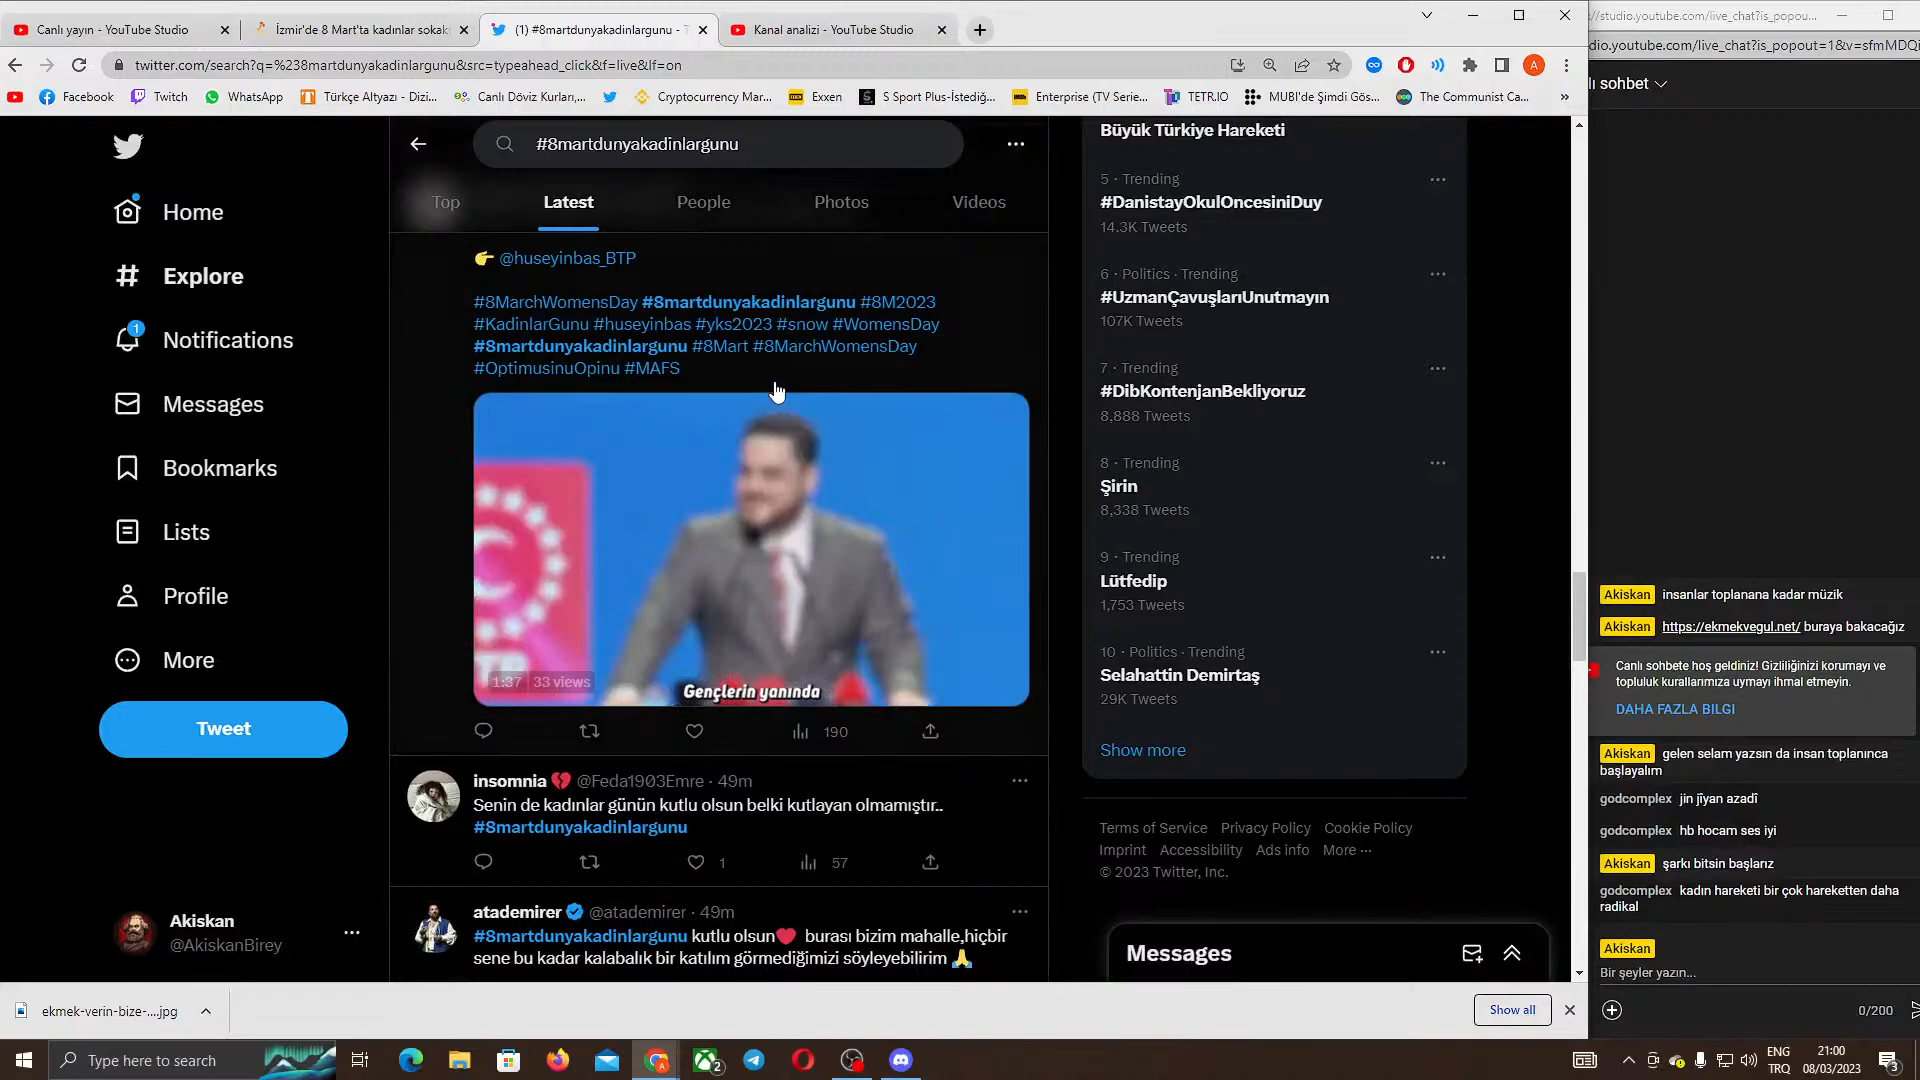 Canlı yayın - YouTube Studio
İzmir'de 8 Mart'ta kadınlar sokak
(1) #8martdunyakadinlargunu - T
Kanal analizi - YouTube Studio
//studio.youtube.com/live_chat?is_popou...
twitter.com/search?q=%238martdunyakadinlargunu&src=typeahead_click&f=live&lf=on
A
dio.youtube.com/live_chat?is_popout=1&v=sfmMDQi
Facebook
Twitch
WhatsApp
Türkçe Altyazı - Dizi...
Canlı Döviz Kurları,...
Cryptocurrency Mar...
Exxen
S Sport Plus-İstediğ...
Enterprise (TV Serie...
TETR.IO
MUBI'de Şimdi Gös...
The Communist Ca...
»
lı sohbet
#8martdunyakadinlargunu
Top
Latest
People
Photos
Videos
Home
Explore
1
Notifications
Messages
Bookmarks
Lists
Profile
More
Tweet
Akiskan
@AkiskanBirey
👉 @huseyinbas_BTP
#8MarchWomensDay #8martdunyakadinlargunu #8M2023
#KadinlarGunu #huseyinbas #yks2023 #snow #WomensDay
#8martdunyakadinlargunu #8Mart #8MarchWomensDay
#OptimusinuOpinu #MAFS
1:37 33 views
Gençlerin yanında
190
insomnia 💔 @Feda1903Emre · 49m
Senin de kadınlar günün kutlu olsun belki kutlayan olmamıştır..
#8martdunyakadinlargunu
1
57
atademirer @atademirer · 49m
#8martdunyakadinlargunu kutlu olsun❤️ burası bizim mahalle,hiçbir
sene bu kadar kalabalık bir katılım görmediğimizi söyleyebilirim 🙏
Büyük Türkiye Hareketi
5 · Trending
#DanistayOkulOncesiniDuy
14.3K Tweets
6 · Politics · Trending
#UzmanÇavuşlarıUnutmayın
107K Tweets
7 · Trending
#DibKontenjanBekliyoruz
8,888 Tweets
8 · Trending
Şirin
8,338 Tweets
9 · Trending
Lütfedip
1,753 Tweets
10 · Politics · Trending
Selahattin Demirtaş
29K Tweets
Show more
Terms of Service Privacy Policy Cookie Policy
Imprint Accessibility Ads info More ···
© 2023 Twitter, Inc.
Messages
Akiskan insanlar toplanana kadar müzik
Akiskan https://ekmekvegul.net/ buraya bakacağız
Canlı sohbete hoş geldiniz! Gizliliğinizi korumayı ve
topluluk kurallarımıza uymayı ihmal etmeyin.
DAHA FAZLA BILGI
Akiskan gelen selam yazsın da insan toplanınca
başlayalım
godcomplex jin jîyan azadî
godcomplex hb hocam ses iyi
Akiskan şarkı bitsin başlarız
godcomplex kadın hareketi bir çok hareketten daha
radikal
Akiskan
Bir şeyler yazın...
0/200
ekmek-verin-bize-....jpg
Show all
Type here to search
2
ENG
TRQ
21:00
08/03/2023
3